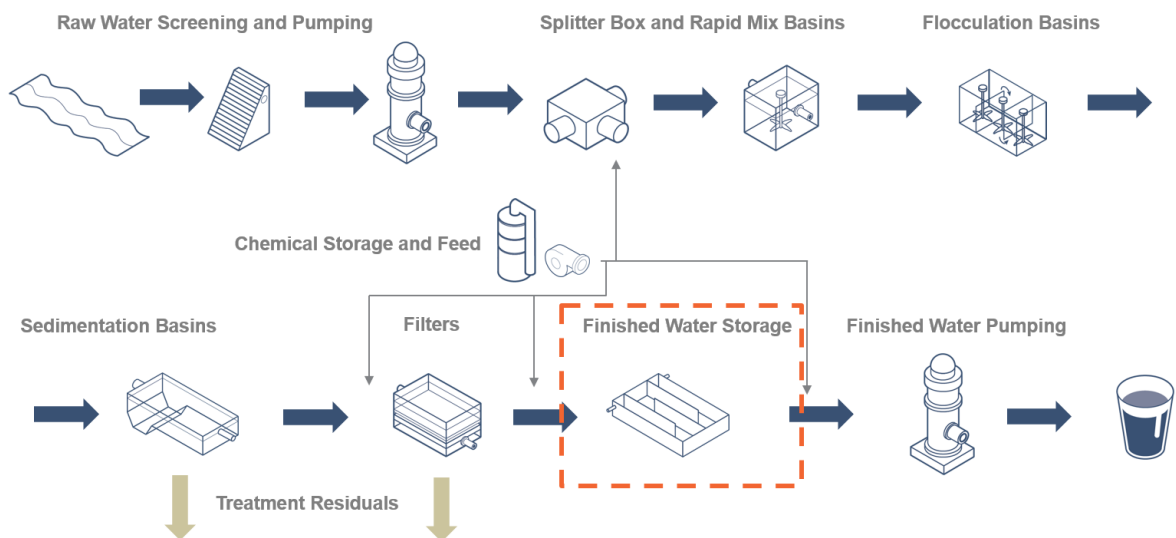 Raw Water Screening and Pumping
Splitter Box and Rapid Mix Basins
Flocculation Basins
Chemical Storage and Feed
Sedimentation Basins
Filters
Finished Water Storage
Finished Water Pumping
Treatment Residuals